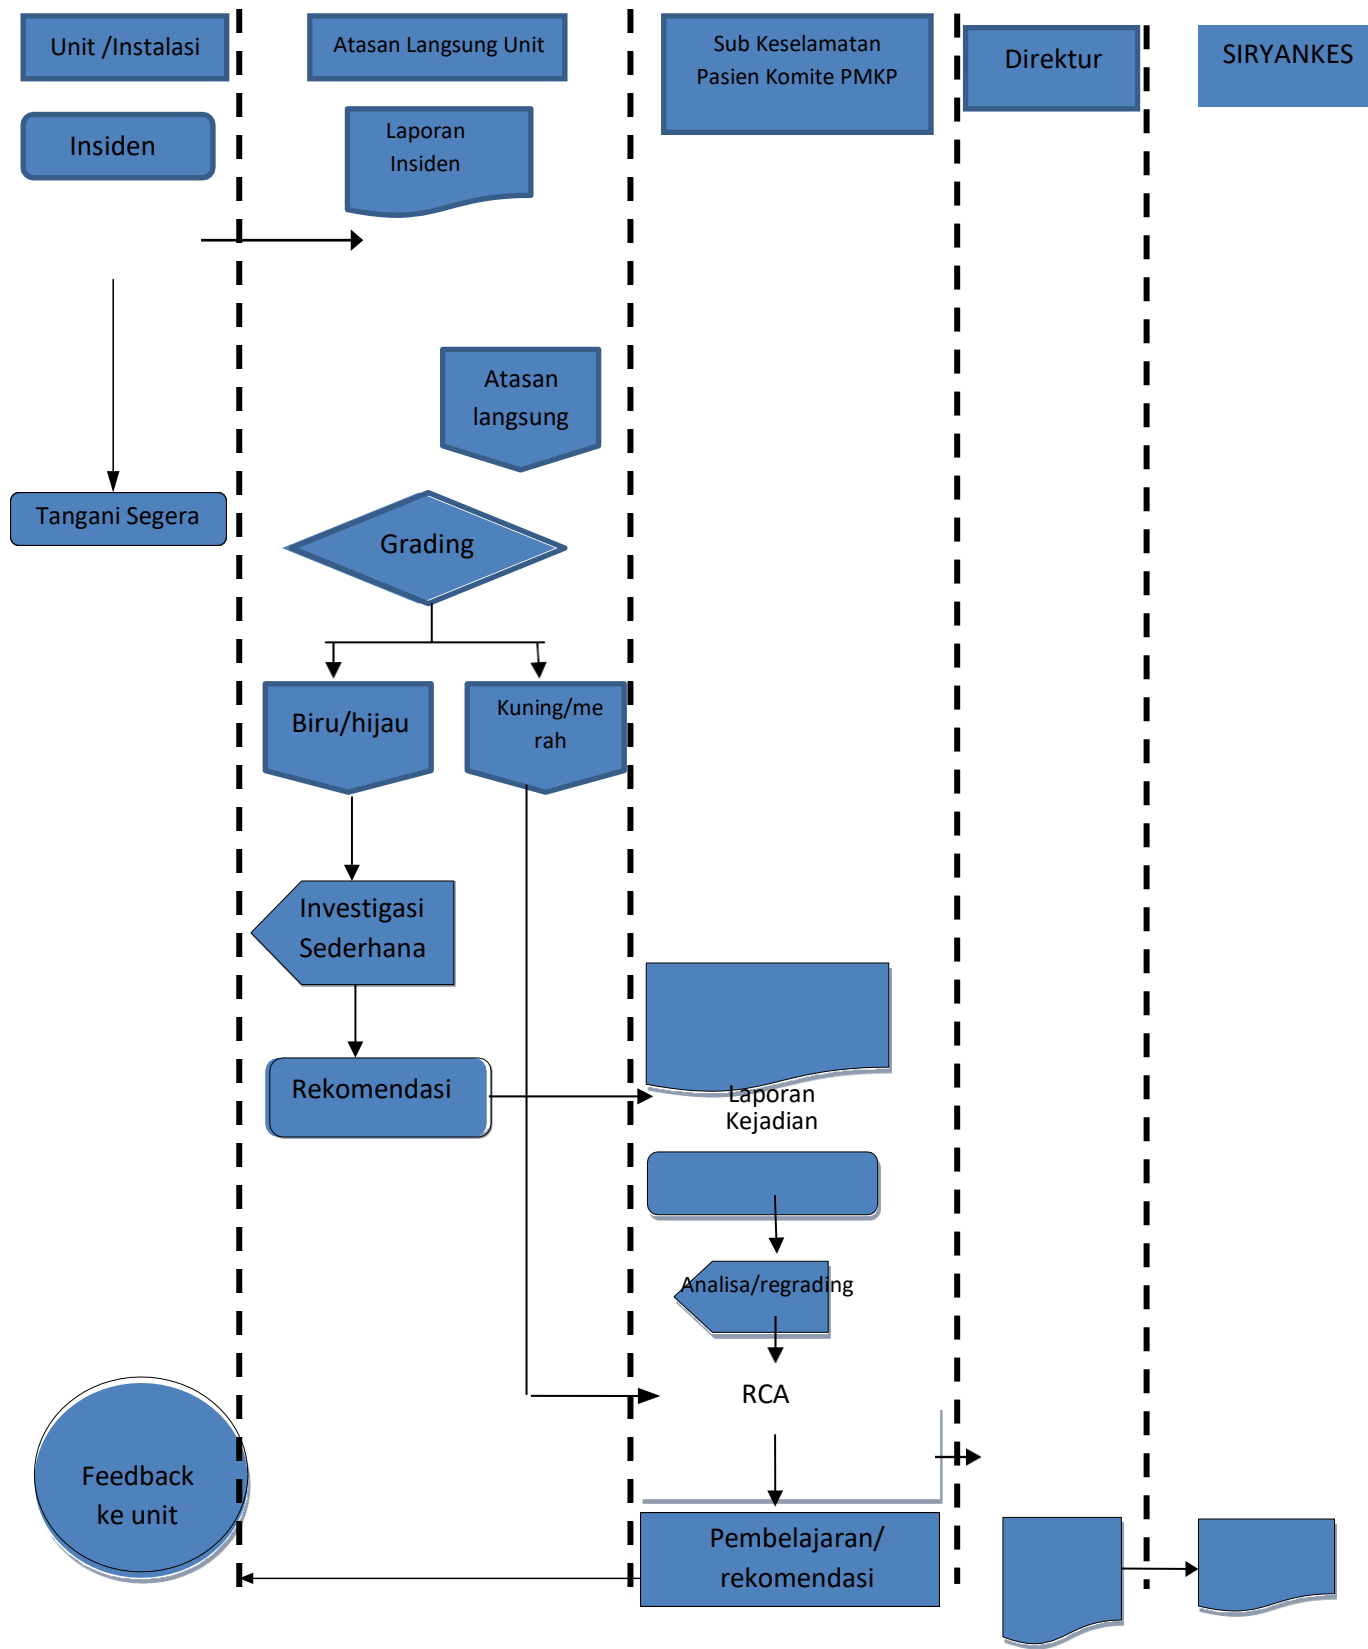 Unit /Instalasi
Atasan Langsung Unit
Sub Keselamatan
Pasien Komite PMKP
Direktur
SIRYANKES
Insiden
Laporan
Insiden
Atasan
langsung
Tangani Segera
Grading
Biru/hijau
Kuning/me
rah
Investigasi
Sederhana
Rekomendasi
Laporan
Kejadian
Analisa/regrading
RCA
Feedback
ke unit
Pembelajaran/
rekomendasi